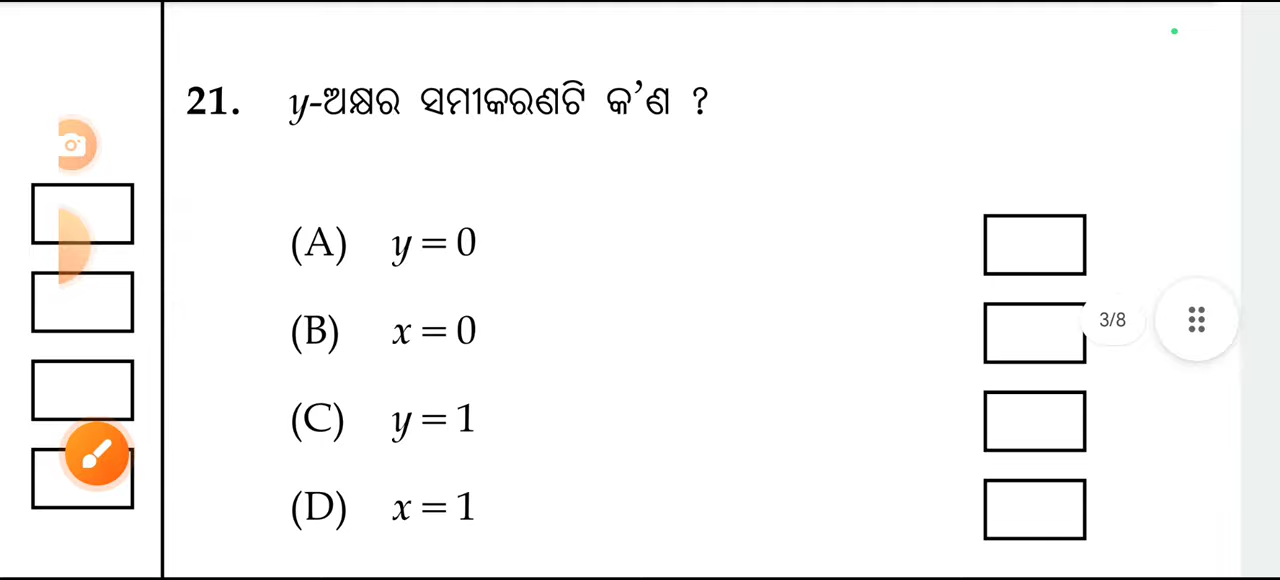 21. y-ଅକ୍ଷର ସମୀକରଣଟି କ’ଣ ?
(A) y = 0
(B) x = 0
3/8
(C) y = 1
(D) x = 1